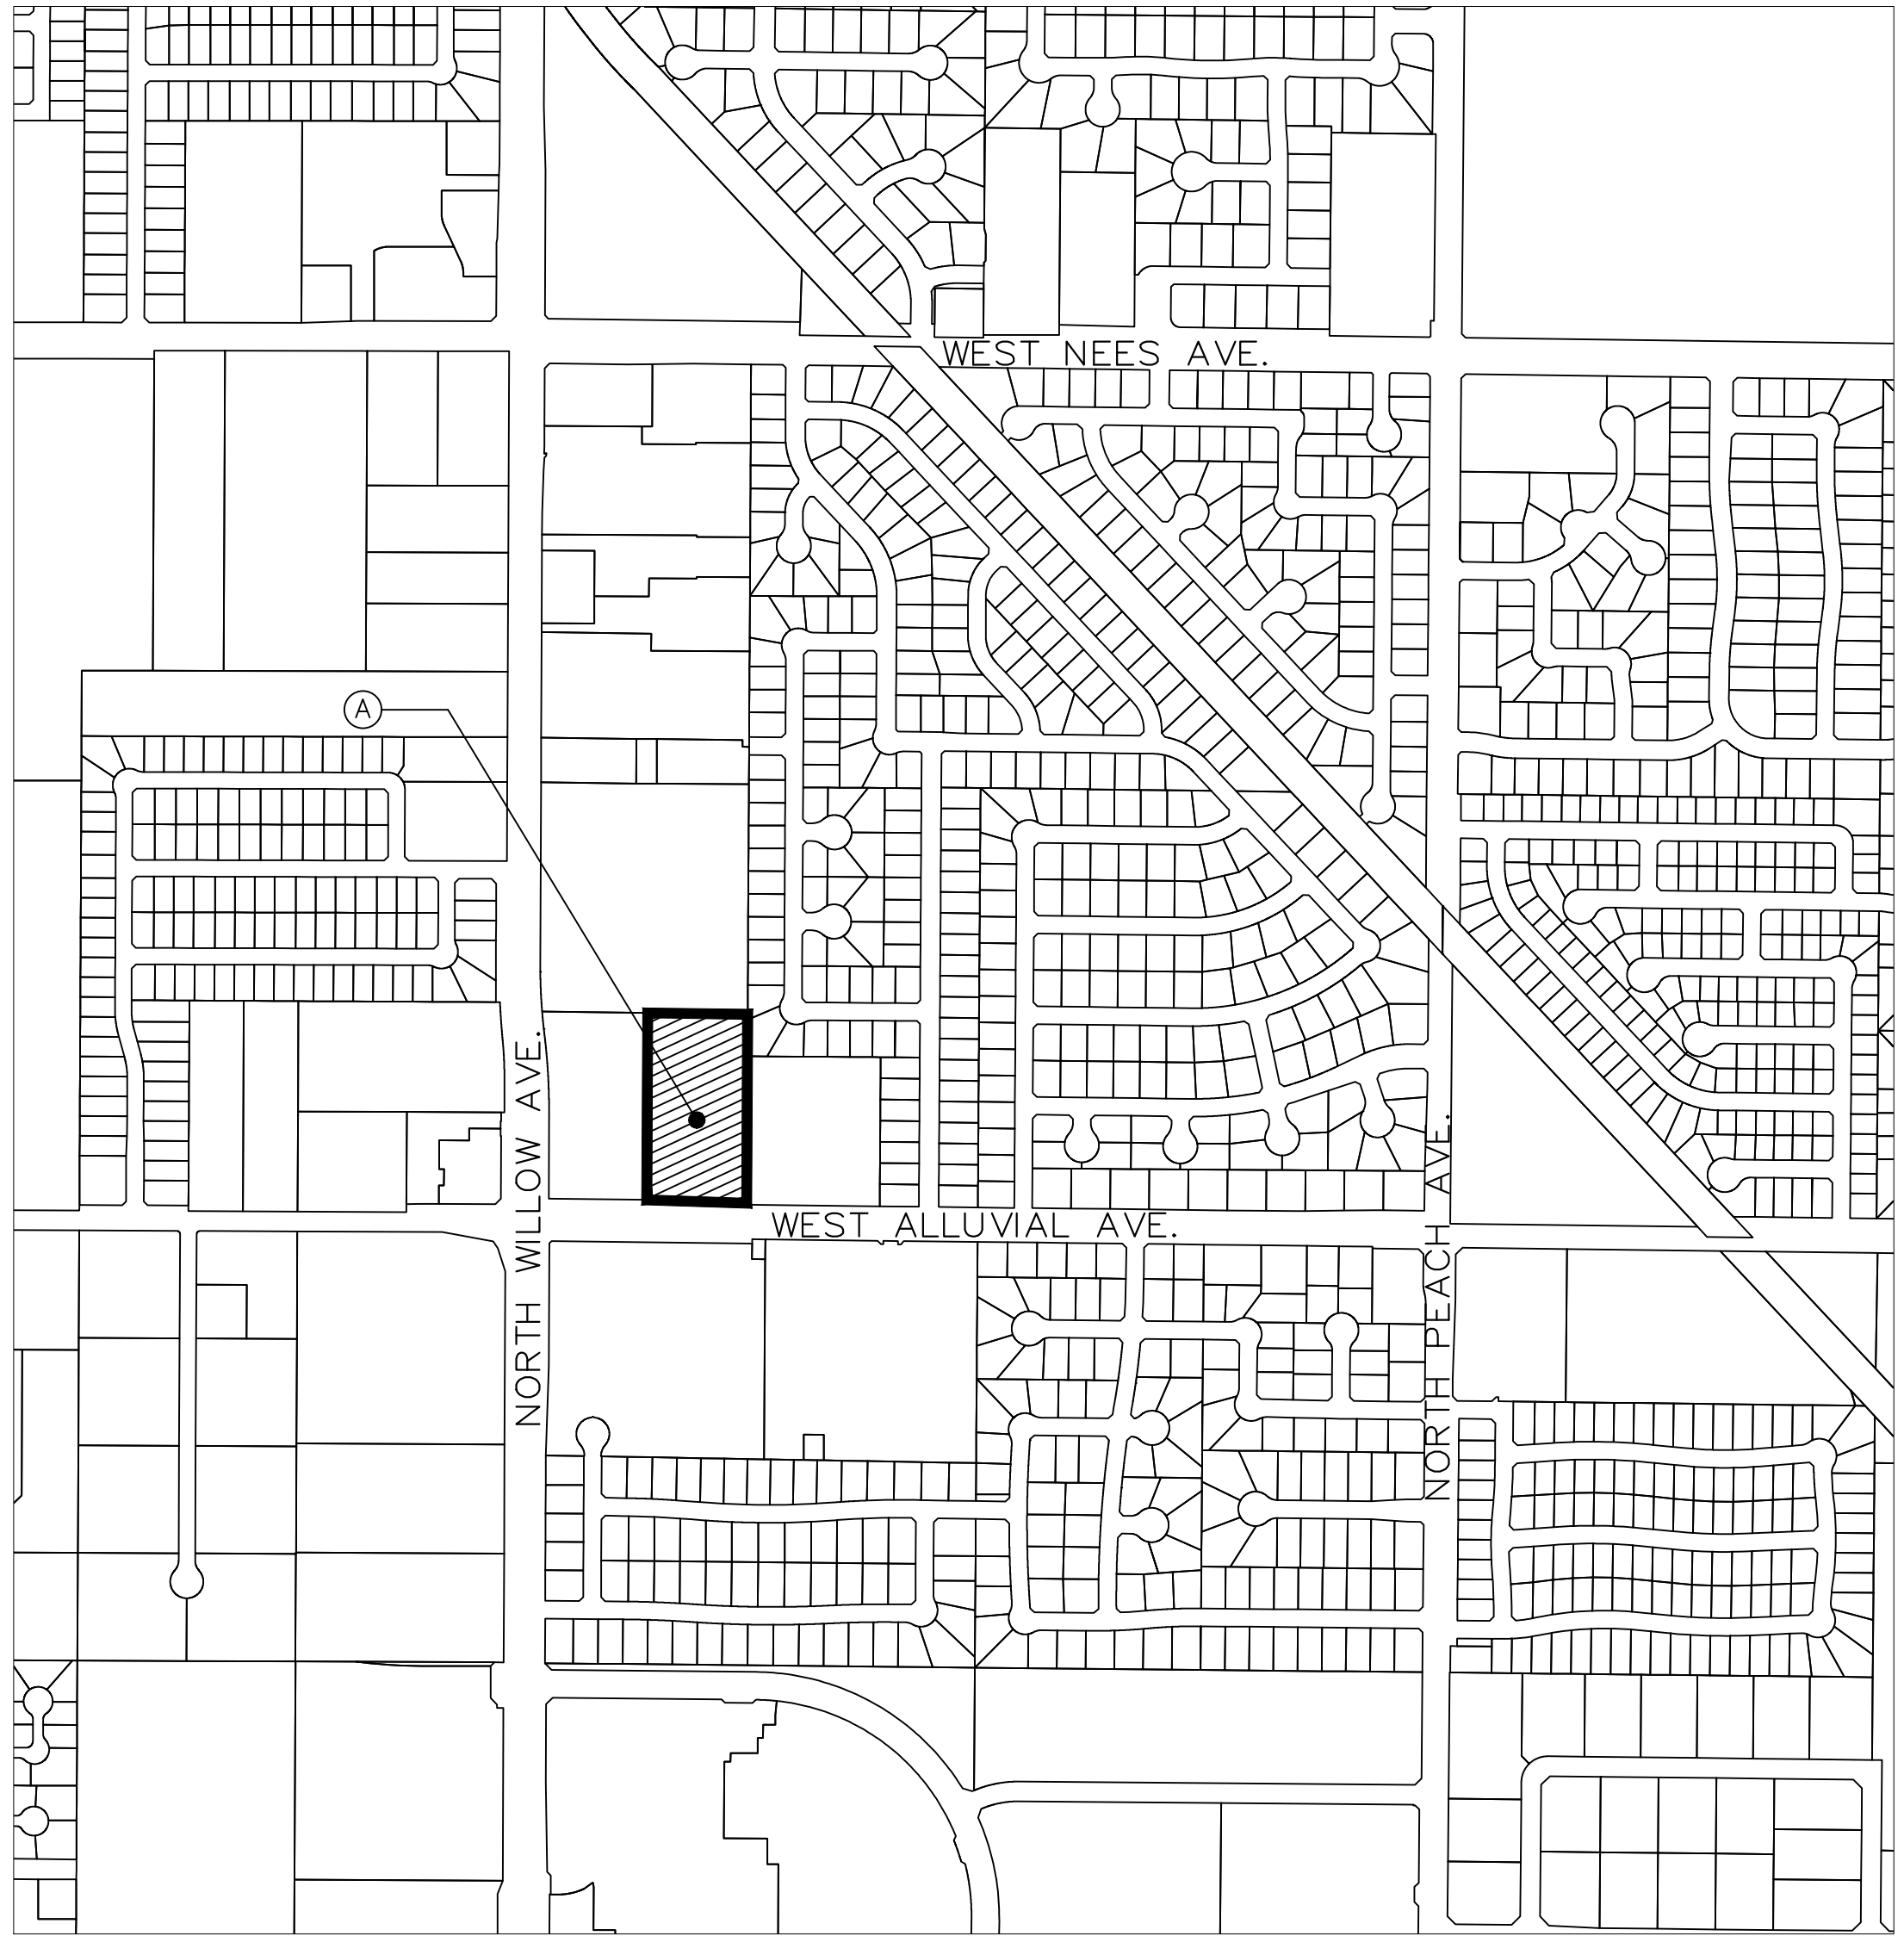 WEST NEES AVE.
A
NORTH WILLOW AVE.
WEST ALLUVIAL AVE.
NORTH PEACH AVE.